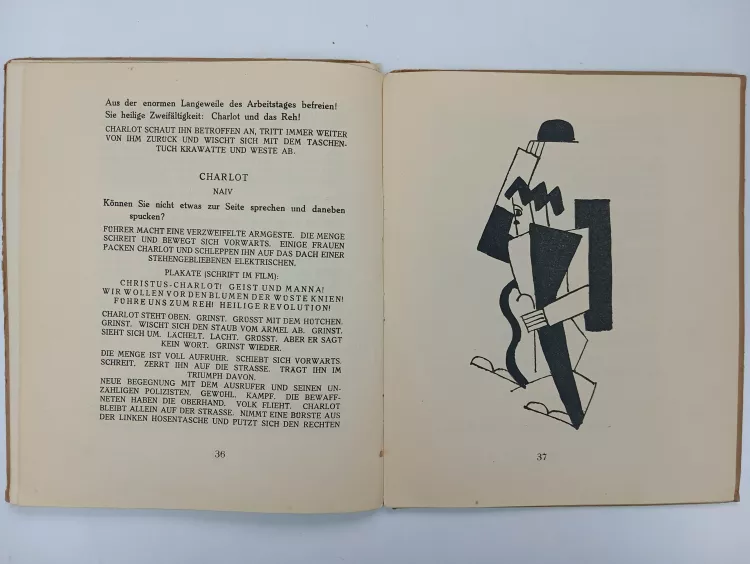 Aus der enormen Langeweile des Arbeitstages befreien!
Sie heilige Zweifältigkeit: Charlot und das Reh!
CHARLOT SCHAUT IHN BETROFFEN AN, TRITT IMMER WEITER
VON IHM ZURÜCK UND WISCHT SICH MIT DEM TASCHEN-
TUCH KRAWATTE UND WESTE AB.
CHARLOT
NAIV
Können Sie nicht etwas zur Seite sprechen und daneben
spucken?
FÜHRER MACHT EINE VERZWEIFELTE ARMGESTE. DIE MENGE
SCHREIT UND BEWEGT SICH VORWÄRTS. EINIGE FRAUEN
PACKEN CHARLOT UND SCHLEPPEN IHN AUF DAS DACH EINER
STEHENGEBLIEBENEN ELEKTRISCHEN.
PLAKATE (SCHRIFT IM FILM):
CHRISTUS-CHARLOT! GEIST UND MANNA!
WIR WOLLEN VOR DEN BLUMEN DER WÜSTE KNIEN!
FÜHRE UNS ZUM REH! HEILIGE REVOLUTION!
CHARLOT STEHT OBEN. GRINST. GRÜSST MIT DEM HÜTCHEN.
GRINST. WISCHT SICH DEN STAUB VOM ÄRMEL AB. GRINST.
SIEHT SICH UM. LÄCHELT. LACHT. GRÜSST. ABER ER SAGT
KEIN WORT. GRINST WIEDER.
DIE MENGE IST VOLL AUFRUHR. SCHIEBT SICH VORWÄRTS.
SCHREIT. ZERRT IHN AUF DIE STRASSE. TRÄGT IHN IM
TRIUMPH DAVON.
NEUE BEGEGNUNG MIT DEM AUSRUFER UND SEINEN UN-
ZÄHLIGEN POLIZISTEN. GEWÜHL. KAMPF. DIE BEWAFF-
NETEN HABEN DIE OBERHAND. VOLK FLIEHT. CHARLOT
BLEIBT ALLEIN AUF DER STRASSE. NIMMT EINE BÜRSTE AUS
DER LINKEN HOSENTASCHE UND PUTZT SICH DEN RECHTEN
36
37